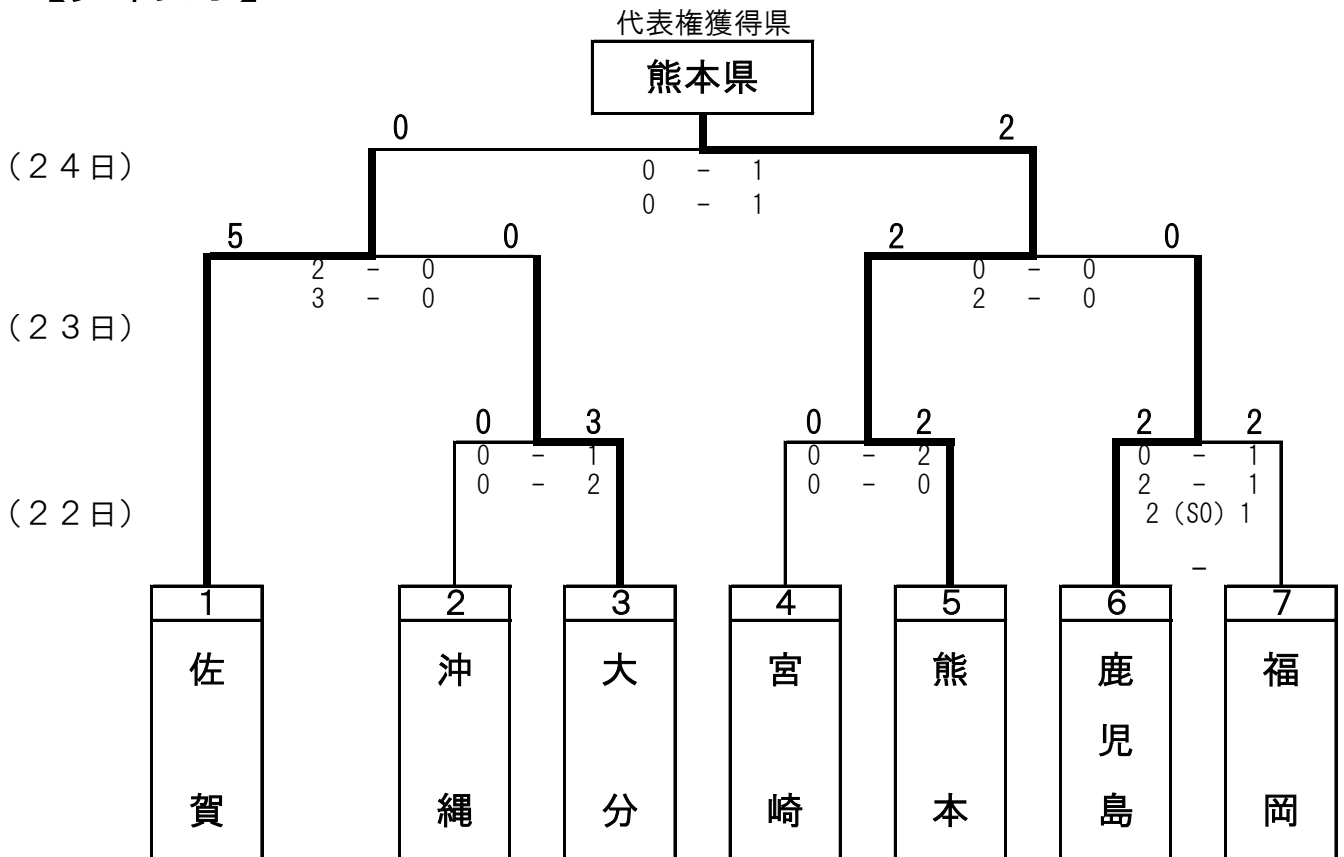 代表権獲得県
熊本県
0 2
(24日)
0 - 1
0 - 1
5 0 2 0
2 - 0 0 - 0
3 - 0 2 - 0
(23日)
0 3 0 2 2 2
0 - 1 0 - 2 0 - 1
0 - 2 0 - 0 2 - 1
(22日) 2 (SO) 1
-
1 2 3 4 5 6 7
佐賀 沖縄 大分 宮崎 熊本 鹿児島 福岡